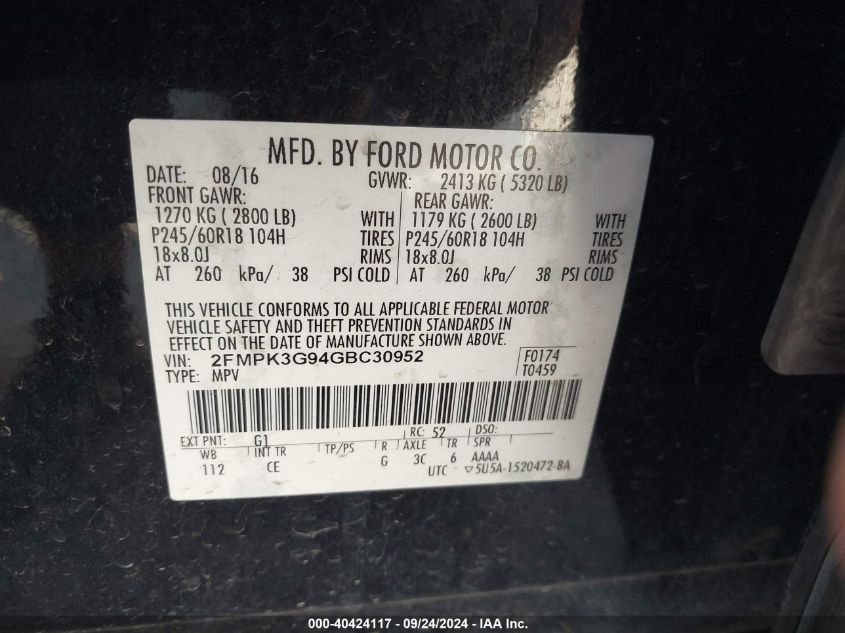 MFD. BY FORD MOTOR CO.
DATE: 08/16 GVWR: 2413 KG ( 5320 LB)
FRONT GAWR: REAR GAWR:
1270 KG ( 2800 LB) WITH 1179 KG ( 2600 LB) WITH
P245/60R18 104H TIRES P245/60R18 104H TIRES
18x8.0J RIMS 18x8.0J RIMS
AT 260 kPa/ 38 PSI COLD AT 260 kPa/ 38 PSI COLD
THIS VEHICLE CONFORMS TO ALL APPLICABLE FEDERAL MOTOR
VEHICLE SAFETY AND THEFT PREVENTION STANDARDS IN
EFFECT ON THE DATE OF MANUFACTURE SHOWN ABOVE.
VIN: 2FMPK3G94GBC30952 F0174
TYPE: MPV T0459
EXT PNT: G1 RC: 52 DSO:
WB INT TR TP/PS R AXLE TR SPR
112 CE G 3C 6 AAAA
UTC ▽5U5A-1520472-BA
000-40424117 - 09/24/2024 - © IAA Inc.